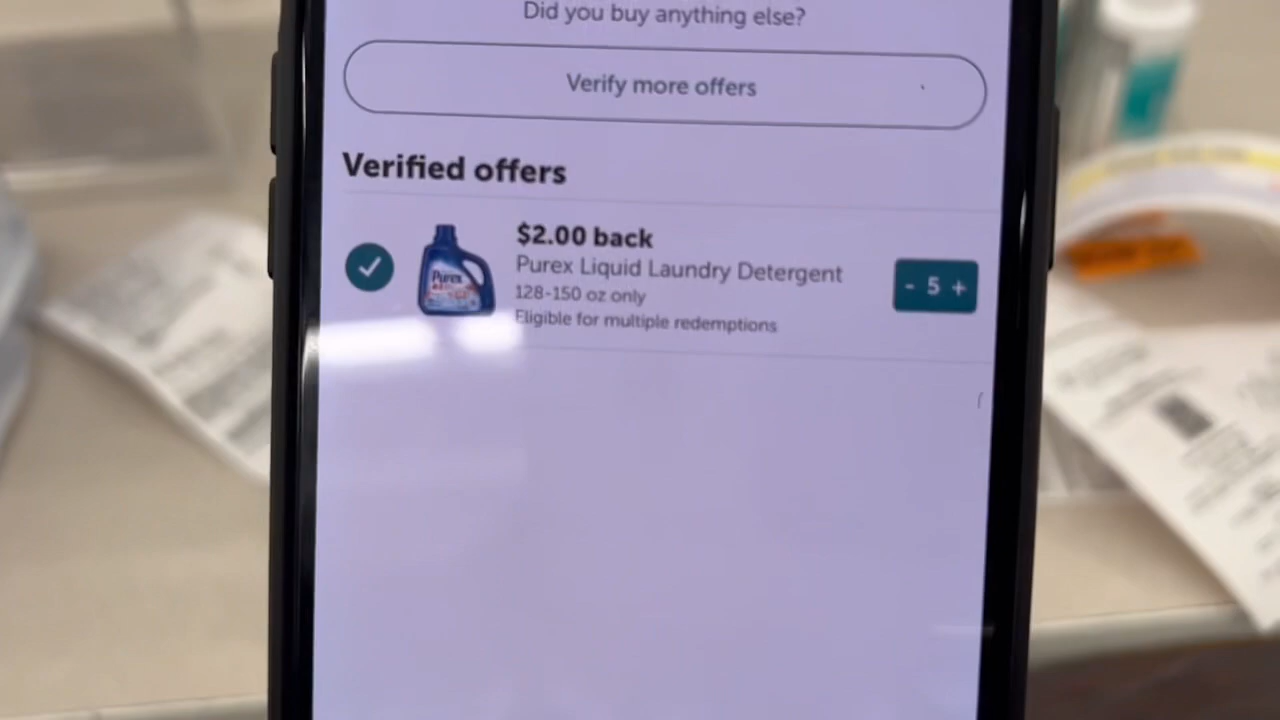 Did you buy anything else?
Verify more offers
Verified offers
$2.00 back
Purex Liquid Laundry Detergent
128-150 oz only
Eligible for multiple redemptions
- 5 +
Purex